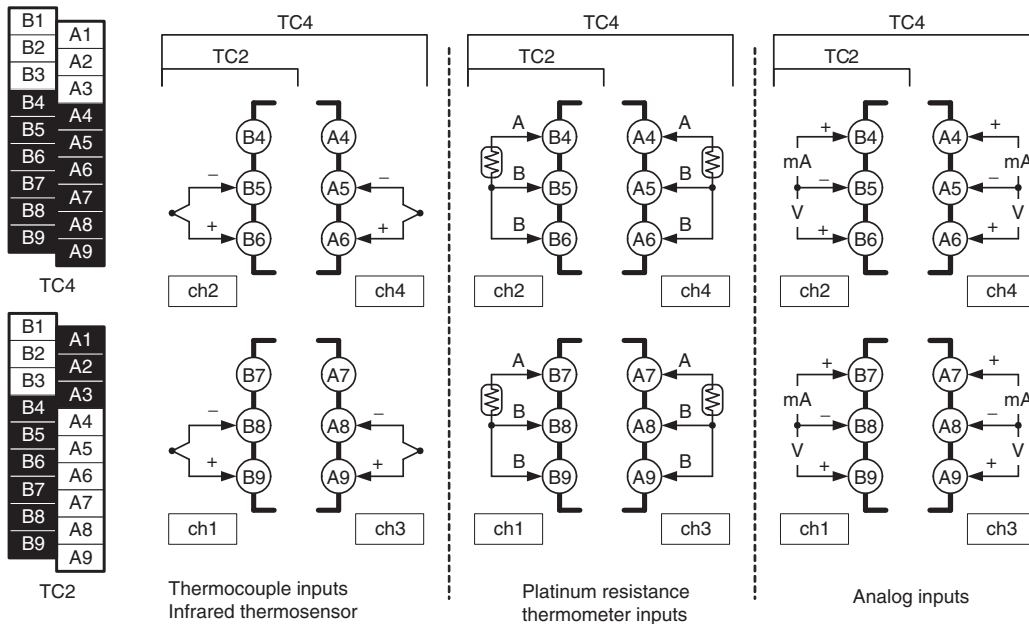 B1
A1
B2
A2
B3
A3
B4
A4
B5
A5
B6
A6
B7
A7
B8
A8
B9
A9
TC4
B1
A1
B2
A2
B3
A3
B4
A4
B5
A5
B6
A6
B7
A7
B8
A8
B9
A9
TC2
TC4
TC2
B4 A4
− B5 A5 −
+ B6 A6 +
ch2 ch4
B7 A7
− B8 A8 −
+ B9 A9 +
ch1 ch3
Thermocouple inputs
Infrared thermosensor
TC4
TC2
A B4 A4 A
B B5 A5 B
B B6 A6 B
ch2 ch4
A B7 A7 A
B B8 A8 B
B B9 A9 B
ch1 ch3
Platinum resistance
thermometer inputs
TC4
TC2
+ B4 A4 +
mA mA
− B5 A5 −
V V
+ B6 A6 +
ch2 ch4
+ B7 A7 +
mA mA
− B8 A8 −
V V
+ B9 A9 +
ch1 ch3
Analog inputs